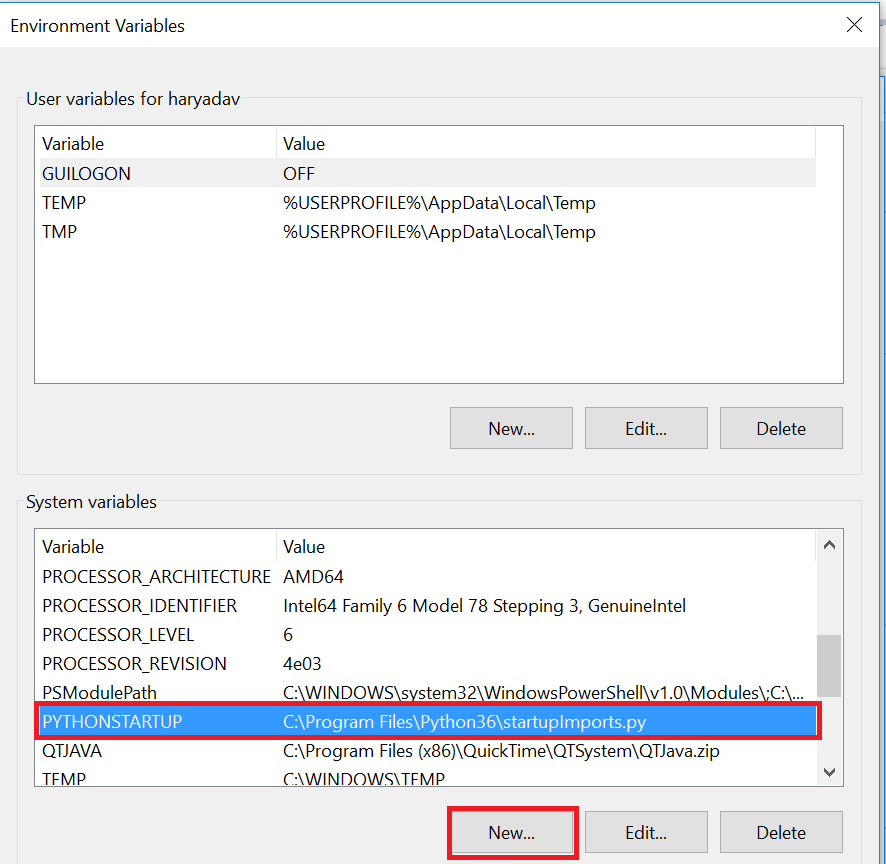 Environment Variables
User variables for haryadav
Variable Value
GUILOGON OFF
TEMP %USERPROFILE%\AppData\Local\Temp
TMP %USERPROFILE%\AppData\Local\Temp
New... Edit... Delete
System variables
Variable Value
PROCESSOR_ARCHITECTURE AMD64
PROCESSOR_IDENTIFIER Intel64 Family 6 Model 78 Stepping 3, GenuineIntel
PROCESSOR_LEVEL 6
PROCESSOR_REVISION 4e03
PSModulePath C:\WINDOWS\system32\WindowsPowerShell\v1.0\Modules\;C:\...
PYTHONSTARTUP C:\Program Files\Python36\startupImports.py
QTJAVA C:\Program Files (x86)\QuickTime\QTSystem\QTJava.zip
TEMP C:\WINDOWS\TEMP
New... Edit... Delete